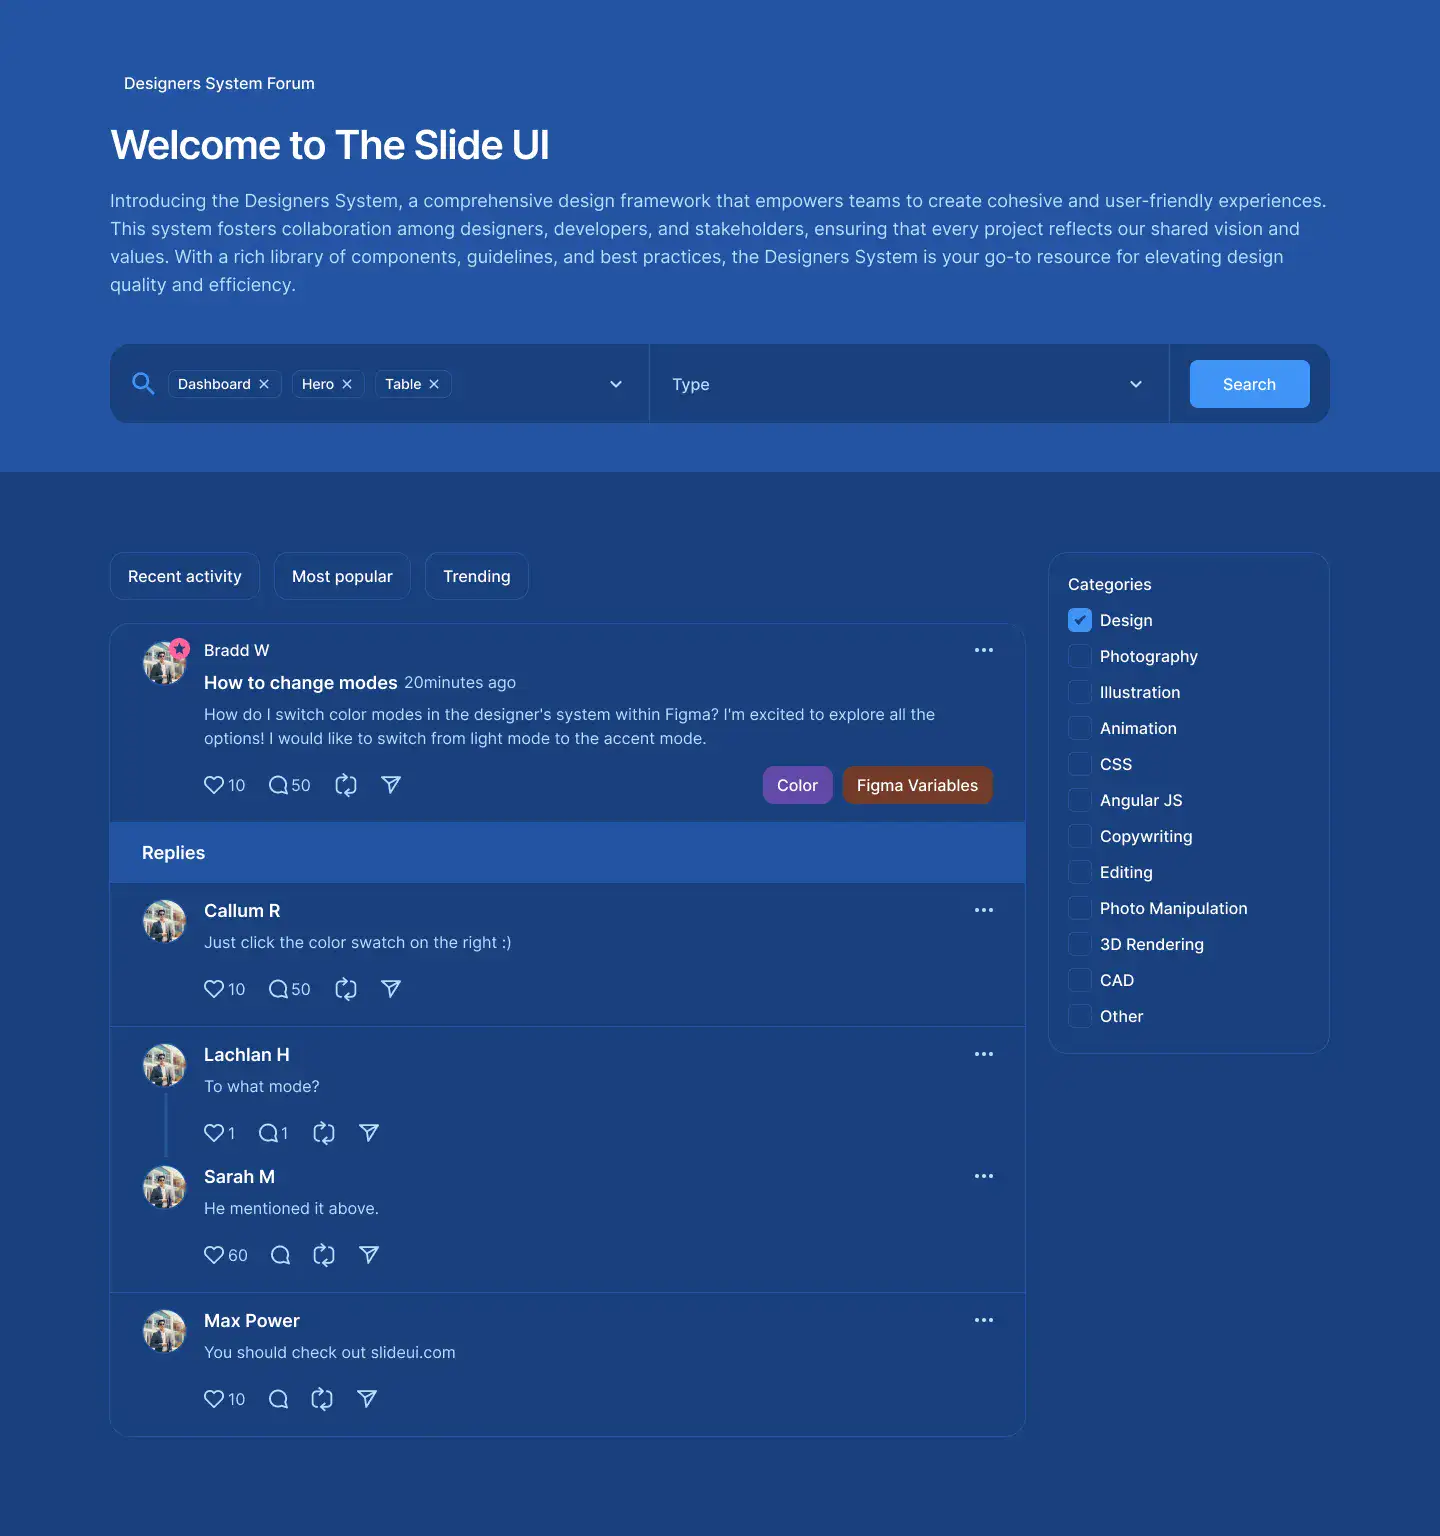 Designers System Forum
Welcome to The Slide UI
Introducing the Designers System, a comprehensive design framework that empowers teams to create cohesive and user-friendly experiences.
This system fosters collaboration among designers, developers, and stakeholders, ensuring that every project reflects our shared vision and
values. With a rich library of components, guidelines, and best practices, the Designers System is your go-to resource for elevating design
quality and efficiency.
Dashboard Hero Table Type Search
Recent activity Most popular Trending
Bradd W
How to change modes 20minutes ago
How do I switch color modes in the designer's system within Figma? I'm excited to explore all the
options! I would like to switch from light mode to the accent mode.
10 50 Color Figma Variables
Replies
Callum R
Just click the color swatch on the right :)
10 50
Lachlan H
To what mode?
1 1
Sarah M
He mentioned it above.
60
Max Power
You should check out slideui.com
10
Categories
Design
Photography
Illustration
Animation
CSS
Angular JS
Copywriting
Editing
Photo Manipulation
3D Rendering
CAD
Other